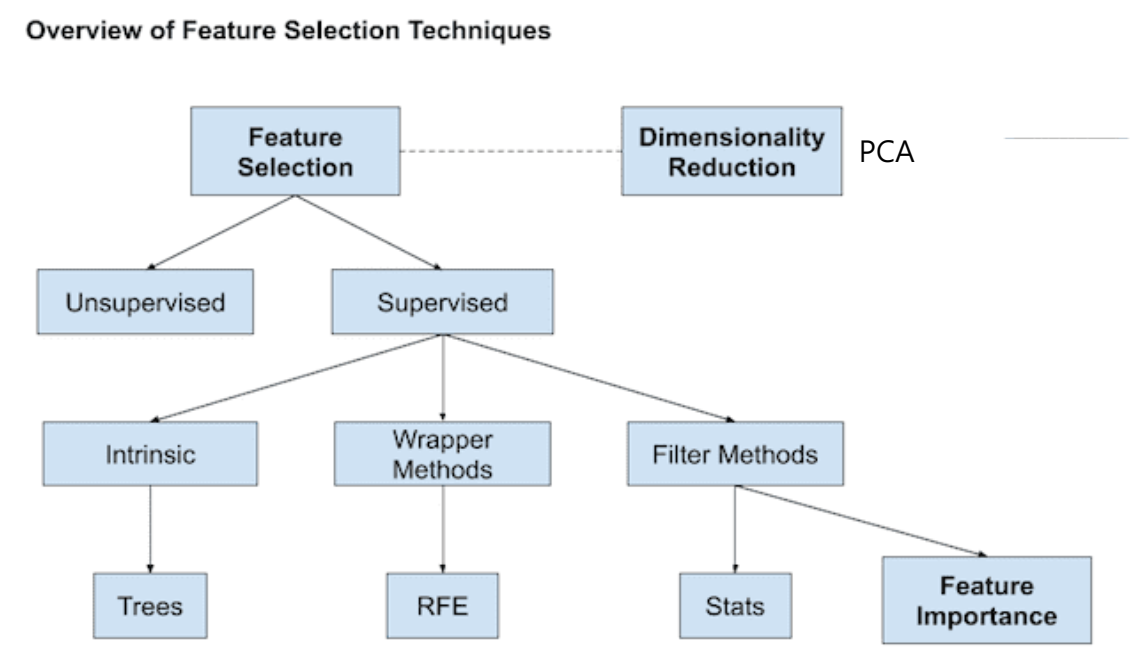 Overview of Feature Selection Techniques
Feature
Selection
Dimensionality
Reduction
PCA
Unsupervised
Supervised
Intrinsic
Wrapper
Methods
Filter Methods
Trees
RFE
Stats
Feature
Importance